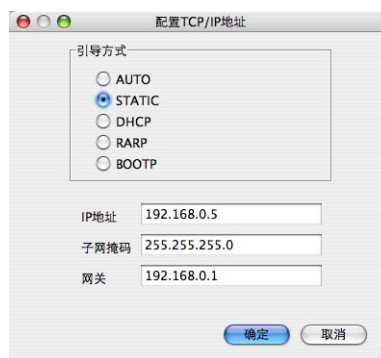 配置TCP/IP地址
引导方式
AUTO
STATIC
DHCP
RARP
BOOTP
IP地址 192.168.0.5
子网掩码 255.255.255.0
网关 192.168.0.1
确定 取消